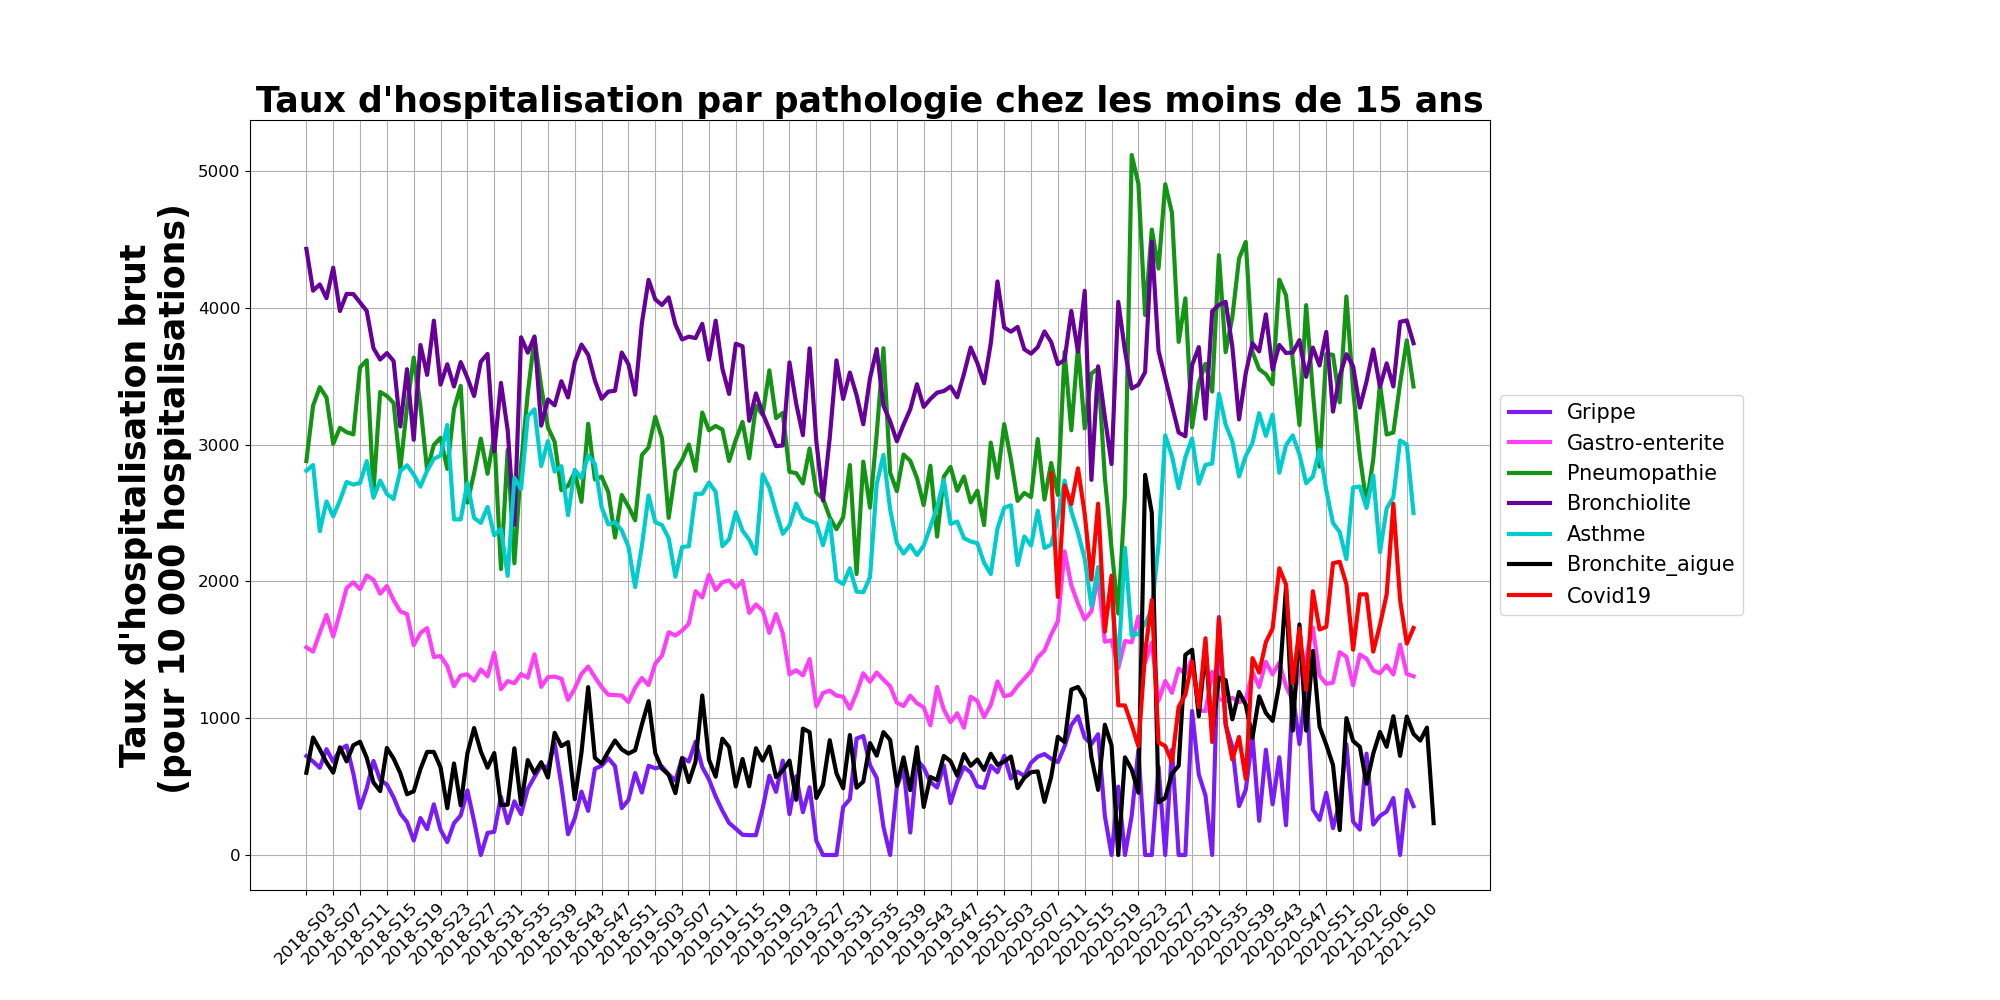 Taux d'hospitalisation par pathologie chez les moins de 15 ans
Taux d'hospitalisation brut
(pour 10 000 hospitalisations)
5000
4000
3000
2000
1000
0
2018-S03
2018-S07
2018-S11
2018-S15
2018-S19
2018-S23
2018-S27
2018-S31
2018-S35
2018-S39
2018-S43
2018-S47
2018-S51
2019-S03
2019-S07
2019-S11
2019-S15
2019-S19
2019-S23
2019-S27
2019-S31
2019-S35
2019-S39
2019-S43
2019-S47
2019-S51
2020-S03
2020-S07
2020-S11
2020-S15
2020-S19
2020-S23
2020-S27
2020-S31
2020-S35
2020-S39
2020-S43
2020-S47
2020-S51
2021-S02
2021-S06
2021-S10
Grippe
Gastro-enterite
Pneumopathie
Bronchiolite
Asthme
Bronchite_aigue
Covid19